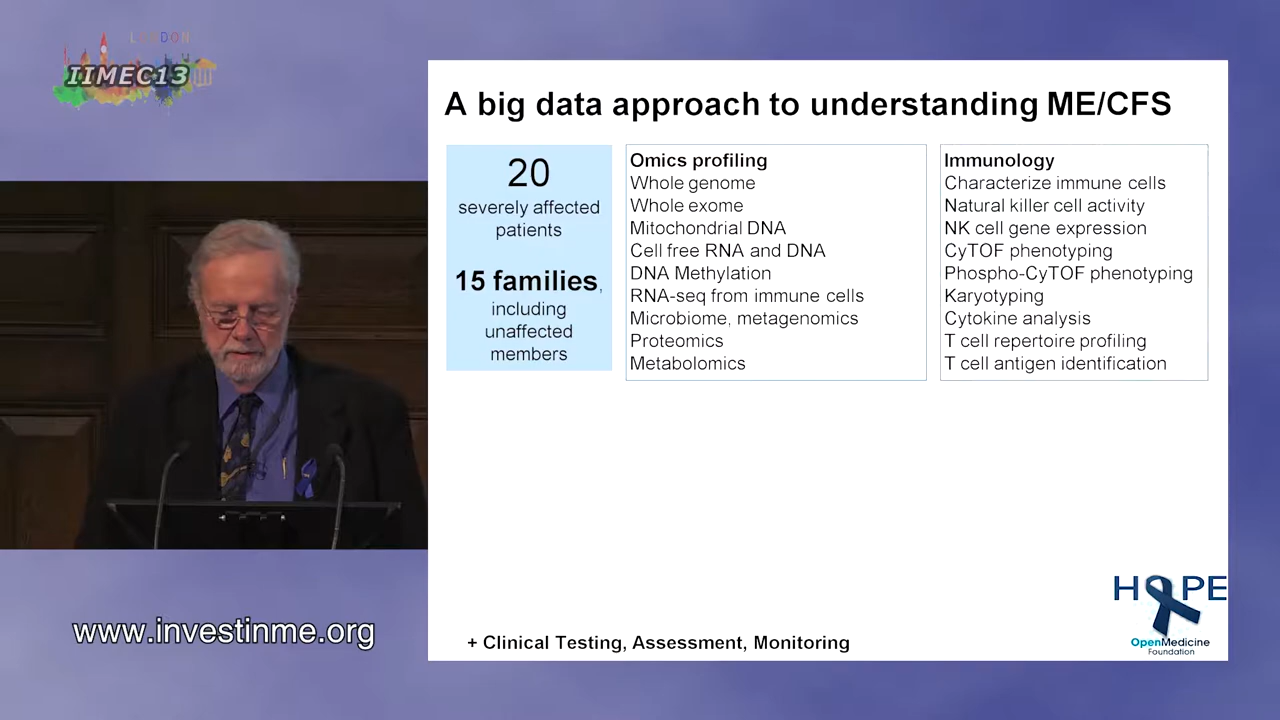 LONDON
IIMEC13
A big data approach to understanding ME/CFS
20
severely affected
patients
15 families,
including
unaffected
members
Omics profiling
Whole genome
Whole exome
Mitochondrial DNA
Cell free RNA and DNA
DNA Methylation
RNA-seq from immune cells
Microbiome, metagenomics
Proteomics
Metabolomics
Immunology
Characterize immune cells
Natural killer cell activity
NK cell gene expression
CyTOF phenotyping
Phospho-CyTOF phenotyping
Karyotyping
Cytokine analysis
T cell repertoire profiling
T cell antigen identification
+ Clinical Testing, Assessment, Monitoring
HOPE
OpenMedicine
Foundation
www.investinme.org